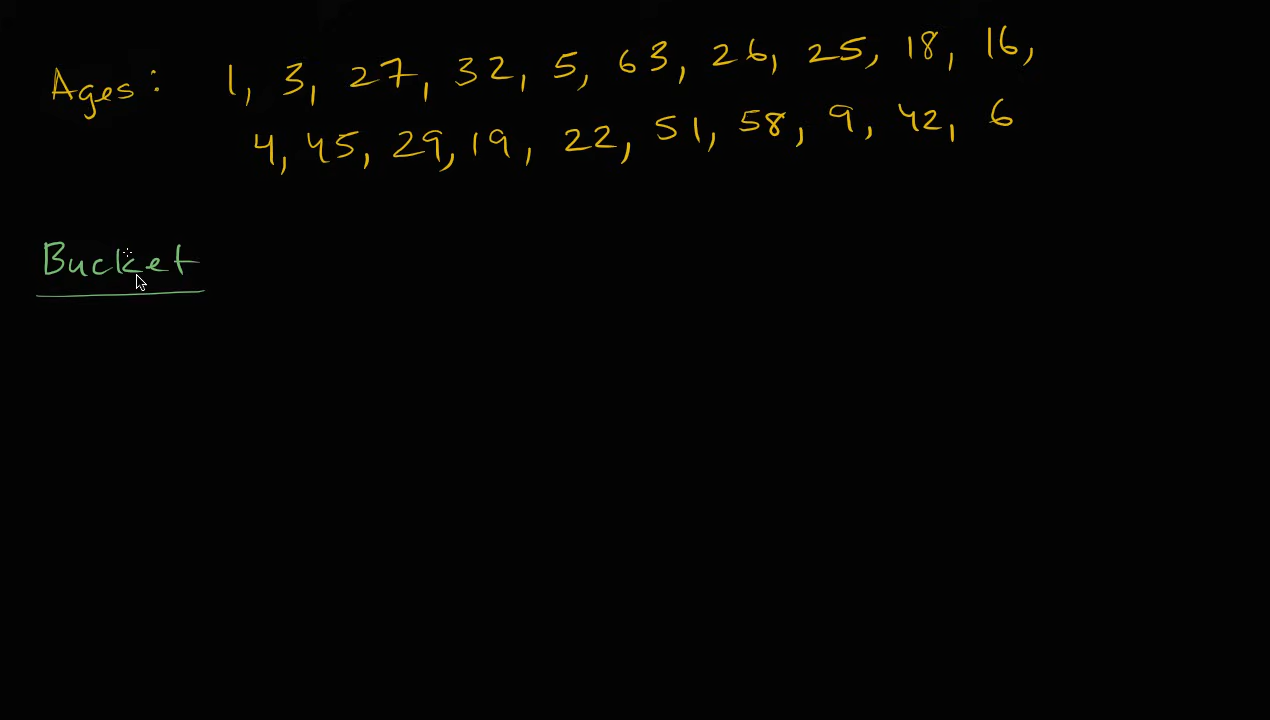 Ages: 1, 3, 27, 32, 5, 63, 26, 25, 18, 16,
4, 45, 29, 19, 22, 51, 58, 9, 42, 6
Bucket